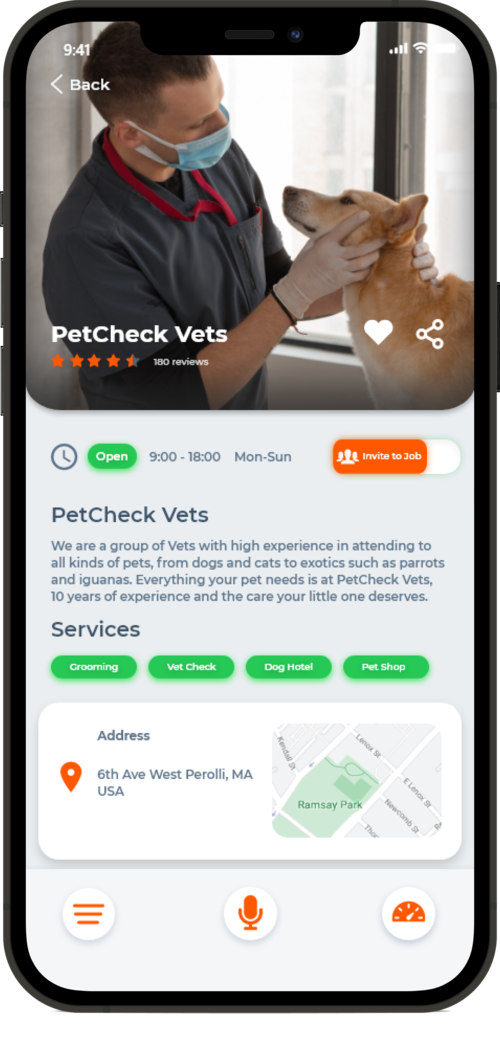 9:41
Back
PetCheck Vets
180 reviews
Open 9:00 - 18:00 Mon-Sun Invite to Job
PetCheck Vets
We are a group of Vets with high experience in attending to
all kinds of pets, from dogs and cats to exotics such as parrots
and iguanas. Everything your pet needs is at PetCheck Vets,
10 years of experience and the care your little one deserves.
Services
Grooming Vet Check Dog Hotel Pet Shop
Address
6th Ave West Perolli, MA
USA
Kendall St
Lenox St
E Lenox St
Ramsay Park
Newcomb St